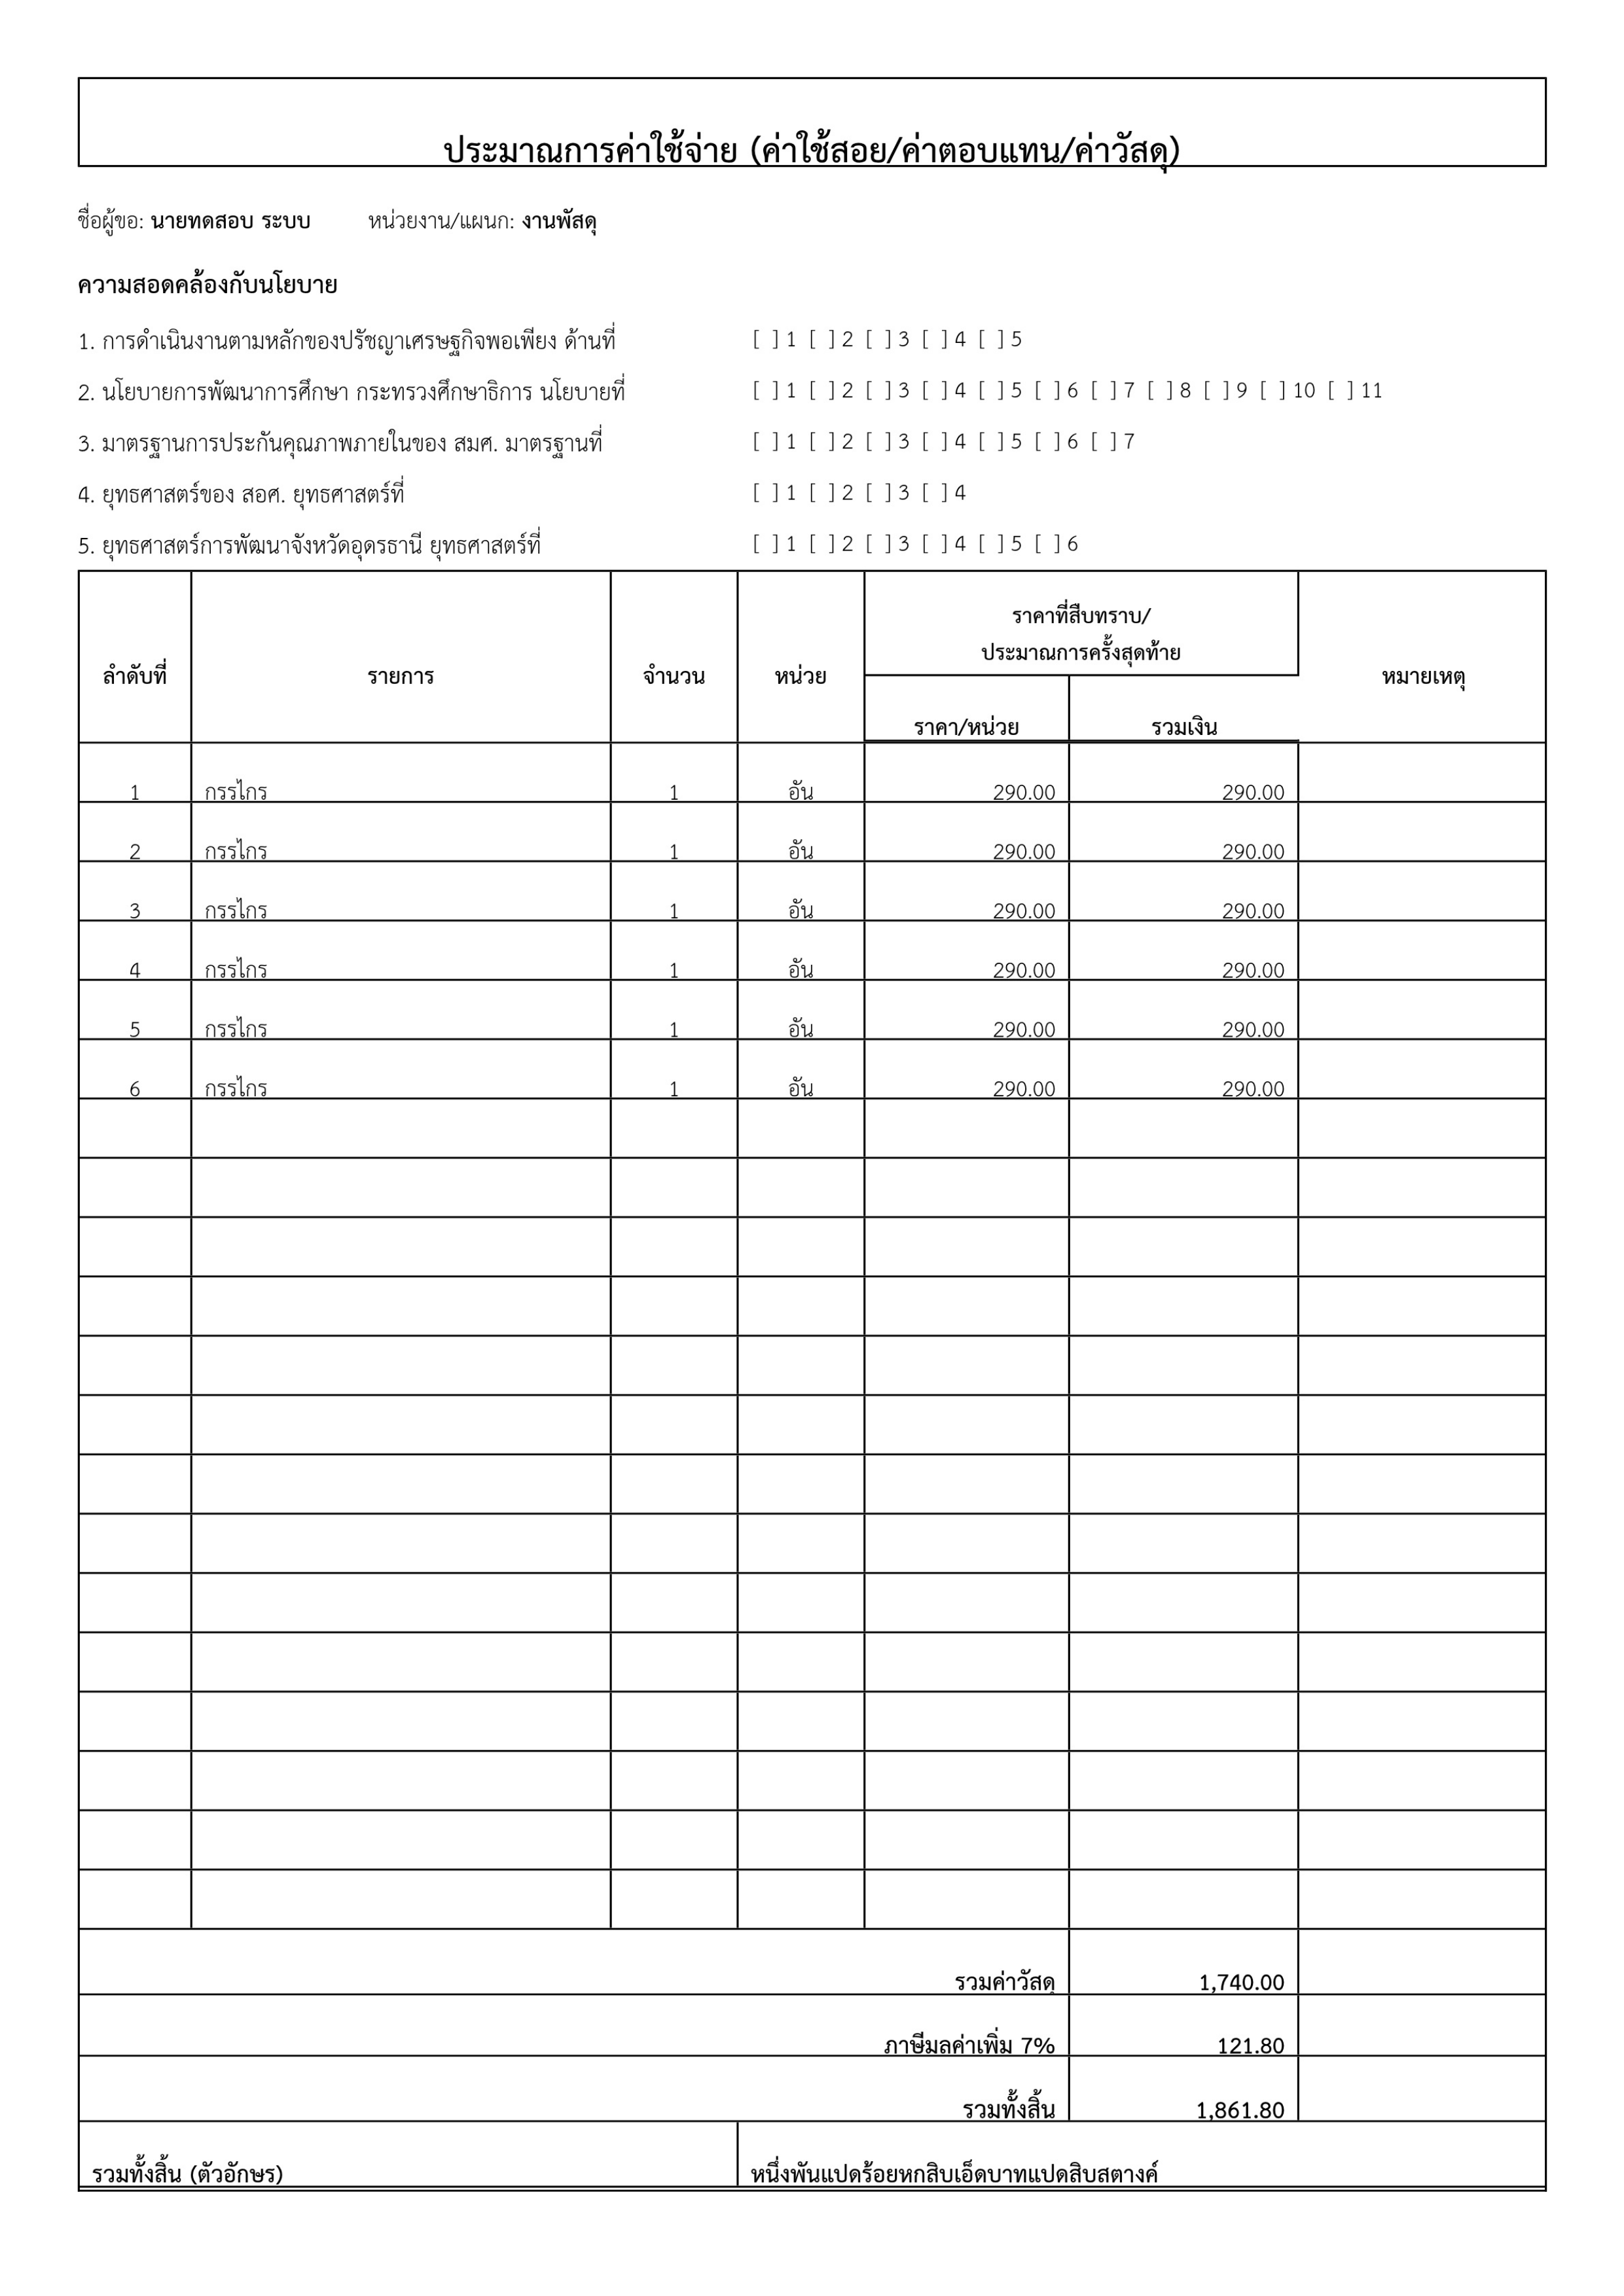 ประมาณการค่าใช้จ่าย (ค่าใช้สอย/ค่าตอบแทน/ค่าวัสดุ)
ชื่อผู้ขอ: นายทดสอบ ระบบ หน่วยงาน/แผนก: งานพัสดุ
ความสอดคล้องกับนโยบาย
1. การดำเนินงานตามหลักของปรัชญาเศรษฐกิจพอเพียง ด้านที่ [ ] 1 [ ] 2 [ ] 3 [ ] 4 [ ] 5
2. นโยบายการพัฒนาการศึกษา กระทรวงศึกษาธิการ นโยบายที่ [ ] 1 [ ] 2 [ ] 3 [ ] 4 [ ] 5 [ ] 6 [ ] 7 [ ] 8 [ ] 9 [ ] 10 [ ] 11
3. มาตรฐานการประกันคุณภาพภายในของ สมศ. มาตรฐานที่ [ ] 1 [ ] 2 [ ] 3 [ ] 4 [ ] 5 [ ] 6 [ ] 7
4. ยุทธศาสตร์ของ สอศ. ยุทธศาสตร์ที่ [ ] 1 [ ] 2 [ ] 3 [ ] 4
5. ยุทธศาสตร์การพัฒนาจังหวัดอุดรธานี ยุทธศาสตร์ที่ [ ] 1 [ ] 2 [ ] 3 [ ] 4 [ ] 5 [ ] 6
ราคาที่สืบทราบ/
ประมาณการครั้งสุดท้าย
ลำดับที่ รายการ จำนวน หน่วย หมายเหตุ
ราคา/หน่วย รวมเงิน
1 กรรไกร 1 อัน 290.00 290.00
2 กรรไกร 1 อัน 290.00 290.00
3 กรรไกร 1 อัน 290.00 290.00
4 กรรไกร 1 อัน 290.00 290.00
5 กรรไกร 1 อัน 290.00 290.00
6 กรรไกร 1 อัน 290.00 290.00
รวมค่าวัสดุ 1,740.00
ภาษีมูลค่าเพิ่ม 7% 121.80
รวมทั้งสิ้น 1,861.80
รวมทั้งสิ้น (ตัวอักษร) หนึ่งพันแปดร้อยหกสิบเอ็ดบาทแปดสิบสตางค์